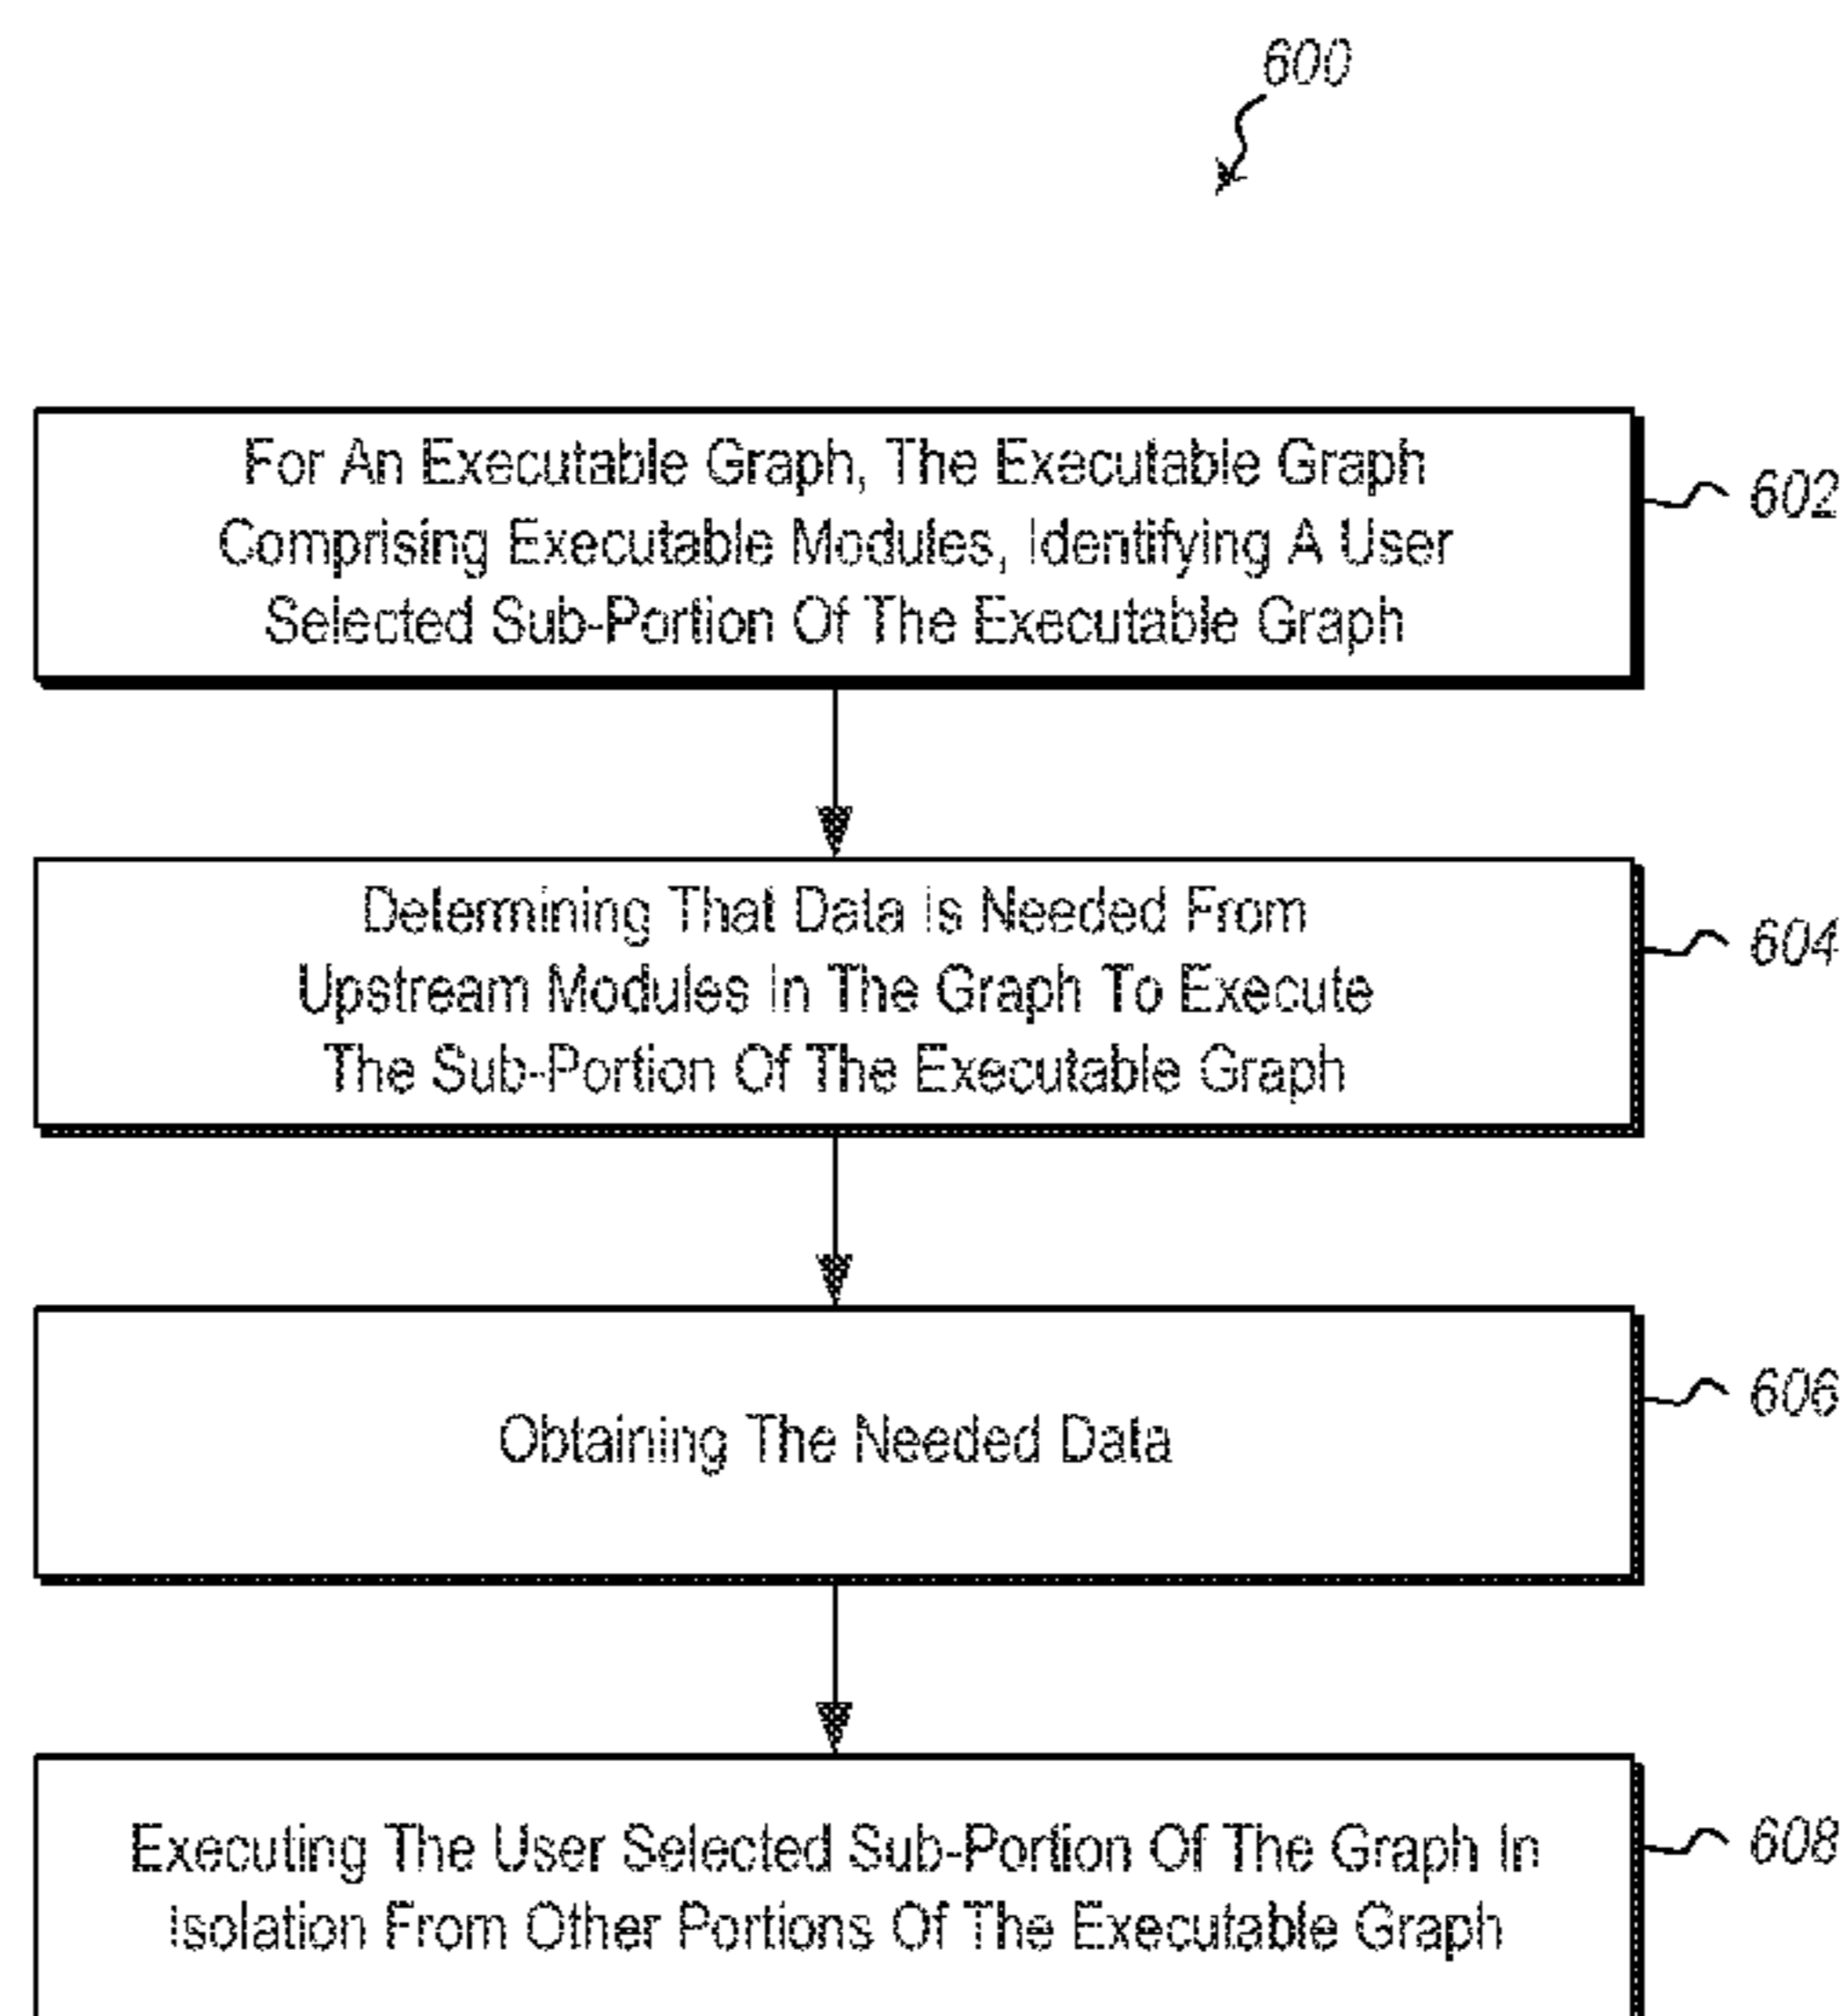 600
For An Executable Graph, The Executable Graph
Comprising Executable Modules, Identifying A User
Selected Sub-Portion Of The Executable Graph
602
Determining That Data Is Needed From
Upstream Modules In The Graph To Execute
The Sub-Portion Of The Executable Graph
604
Obtaining The Needed Data
606
Executing The User Selected Sub-Portion Of The Graph In
Isolation From Other Portions Of The Executable Graph
608